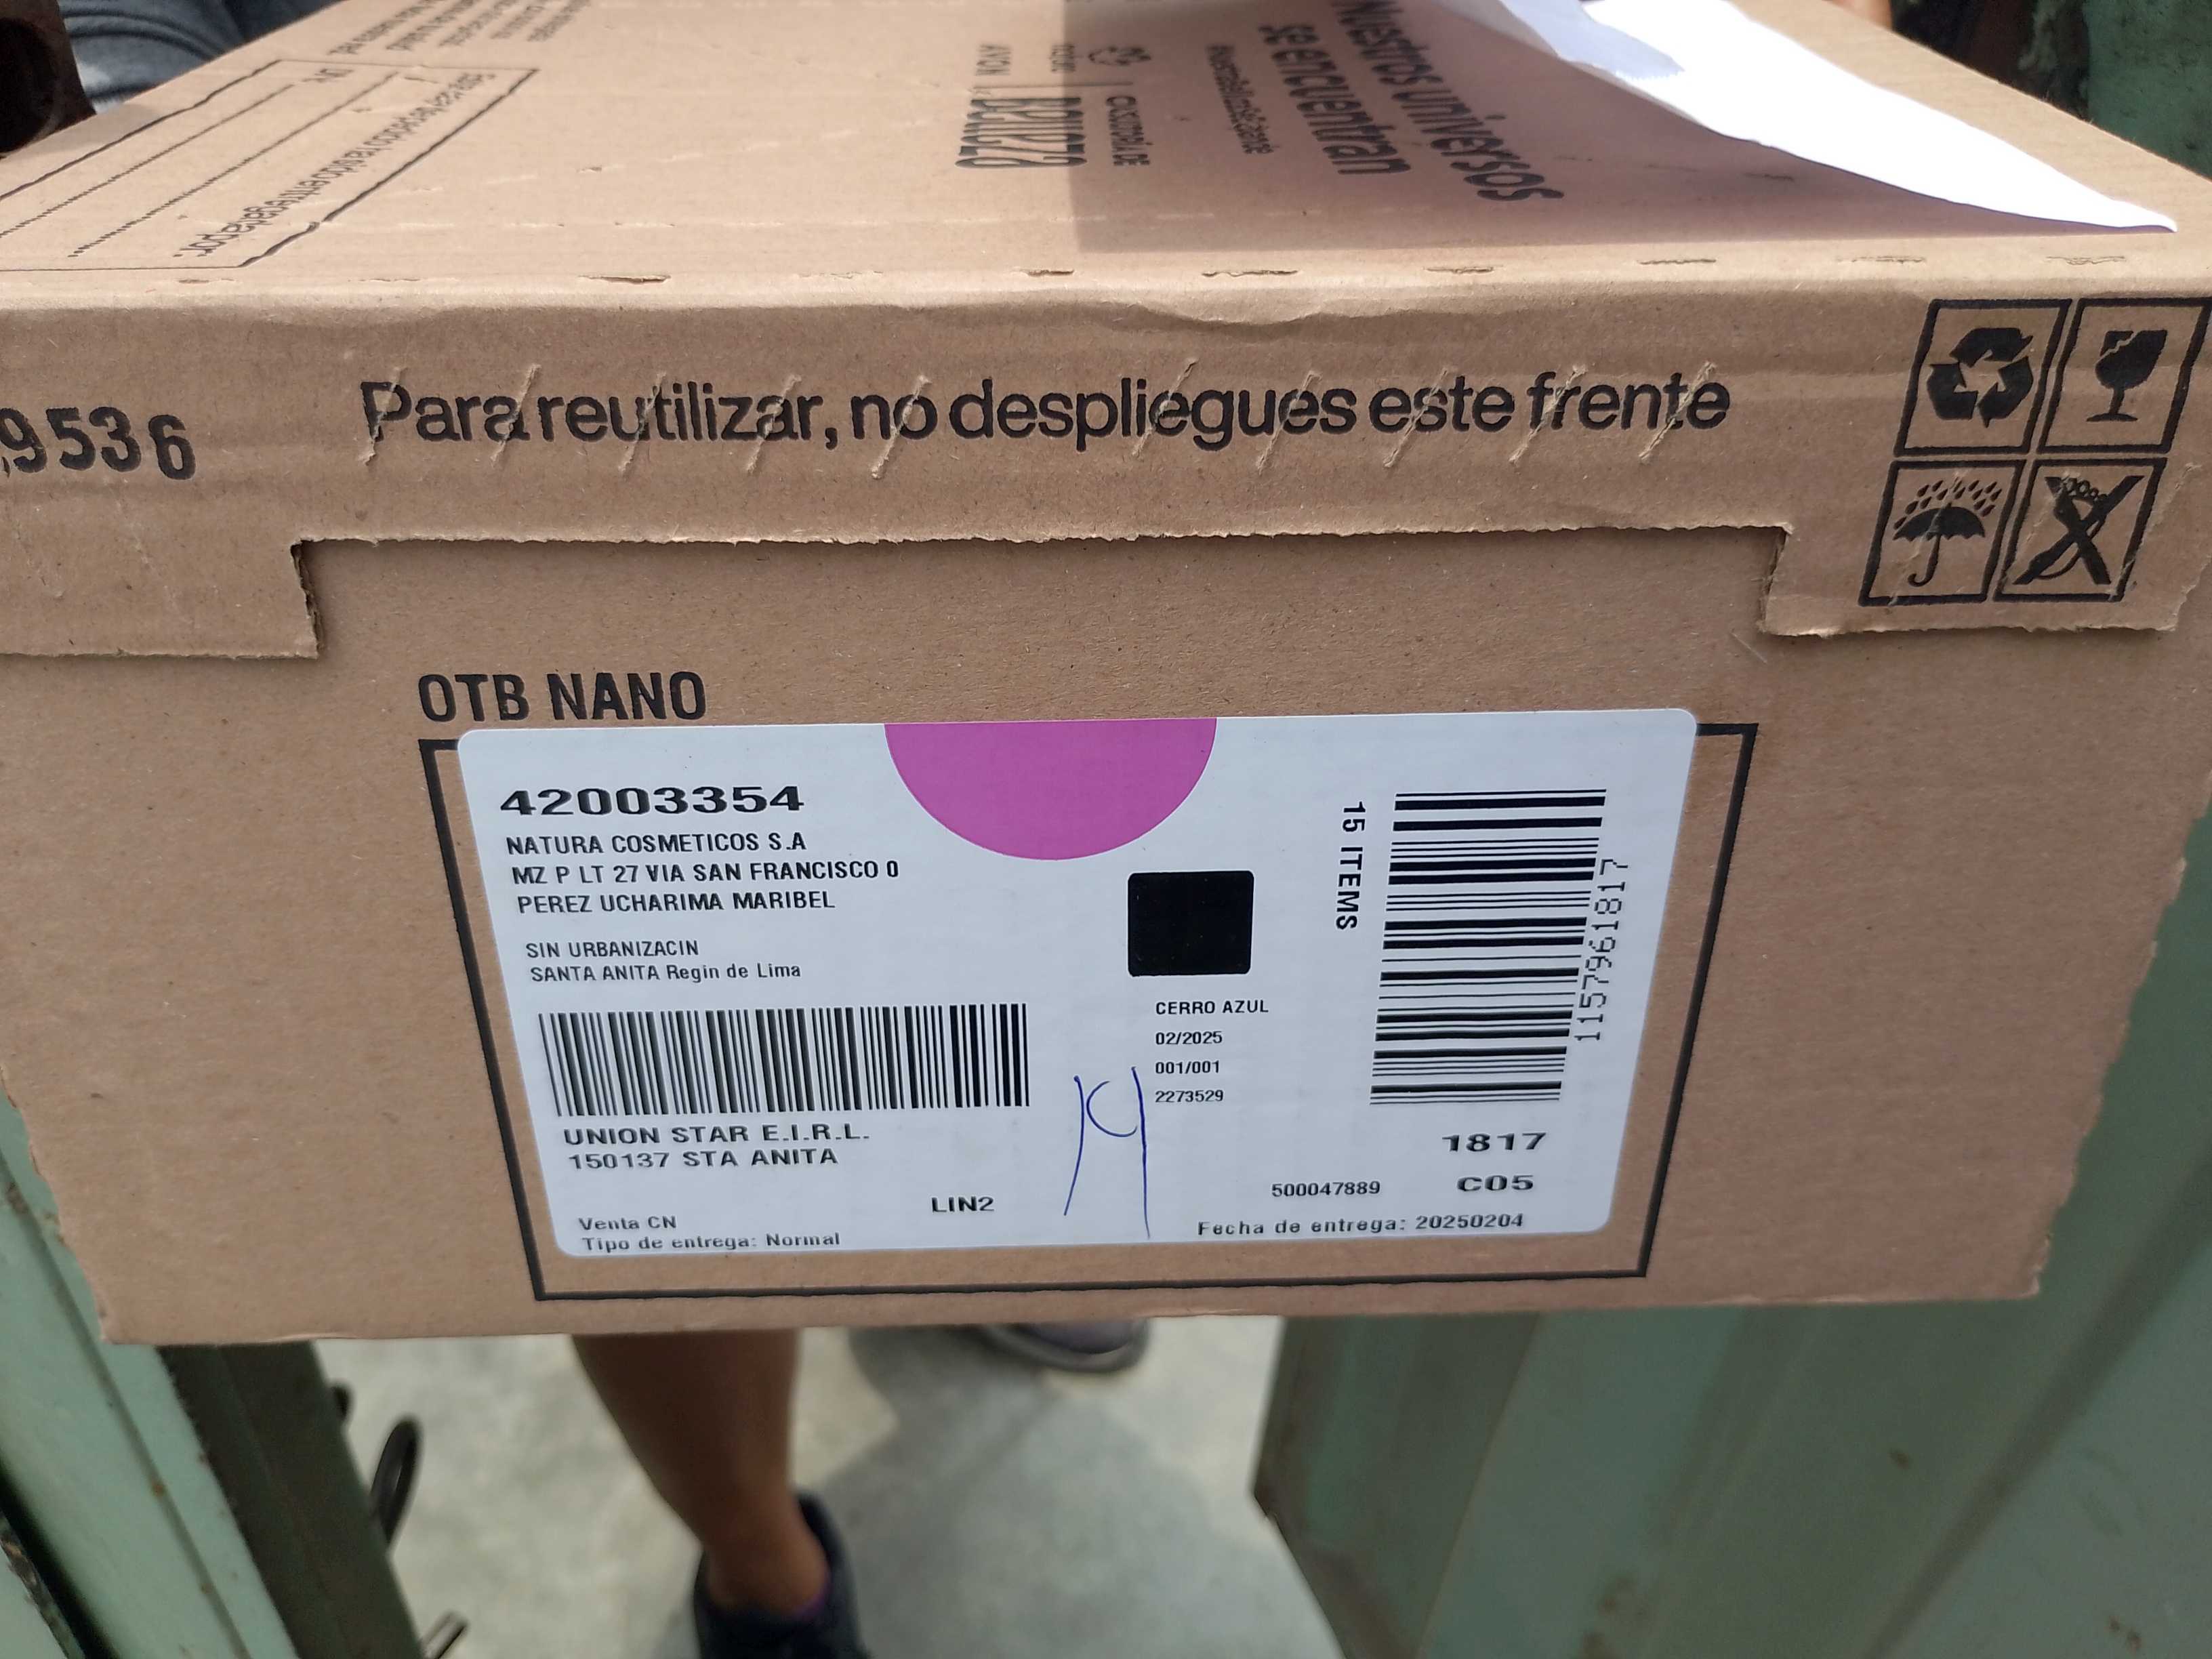 Nuestros universos
se encuentran
AVON
9536
Para reutilizar, no despliegues este frente
OTB NANO
42003354
NATURA COSMETICOS S.A
MZ P LT 27 VIA SAN FRANCISCO 0
PEREZ UCHARIMA MARIBEL
SIN URBANIZACIN
SANTA ANITA Regin de Lima
15 ITEMS
115796181817
CERRO AZUL
02/2025
001/001
2273529
UNION STAR E.I.R.L.
150137 STA ANITA
1817
LIN2
500047889
C05
Venta CN
Tipo de entrega: Normal
Fecha de entrega: 20250204